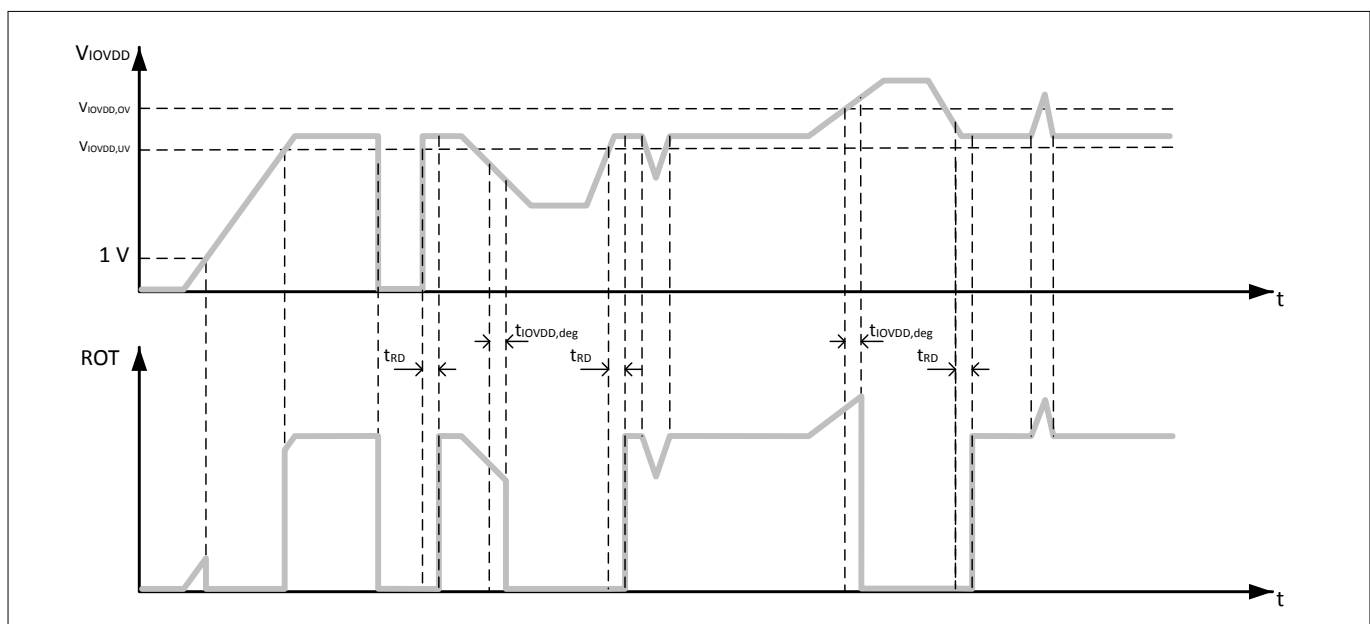 VIOVDD
VIOVDD,OV
VIOVDD,UV
1 V
t
ROT
tRD
tIOVDD,deg
tRD
tIOVDD,deg
tRD
t